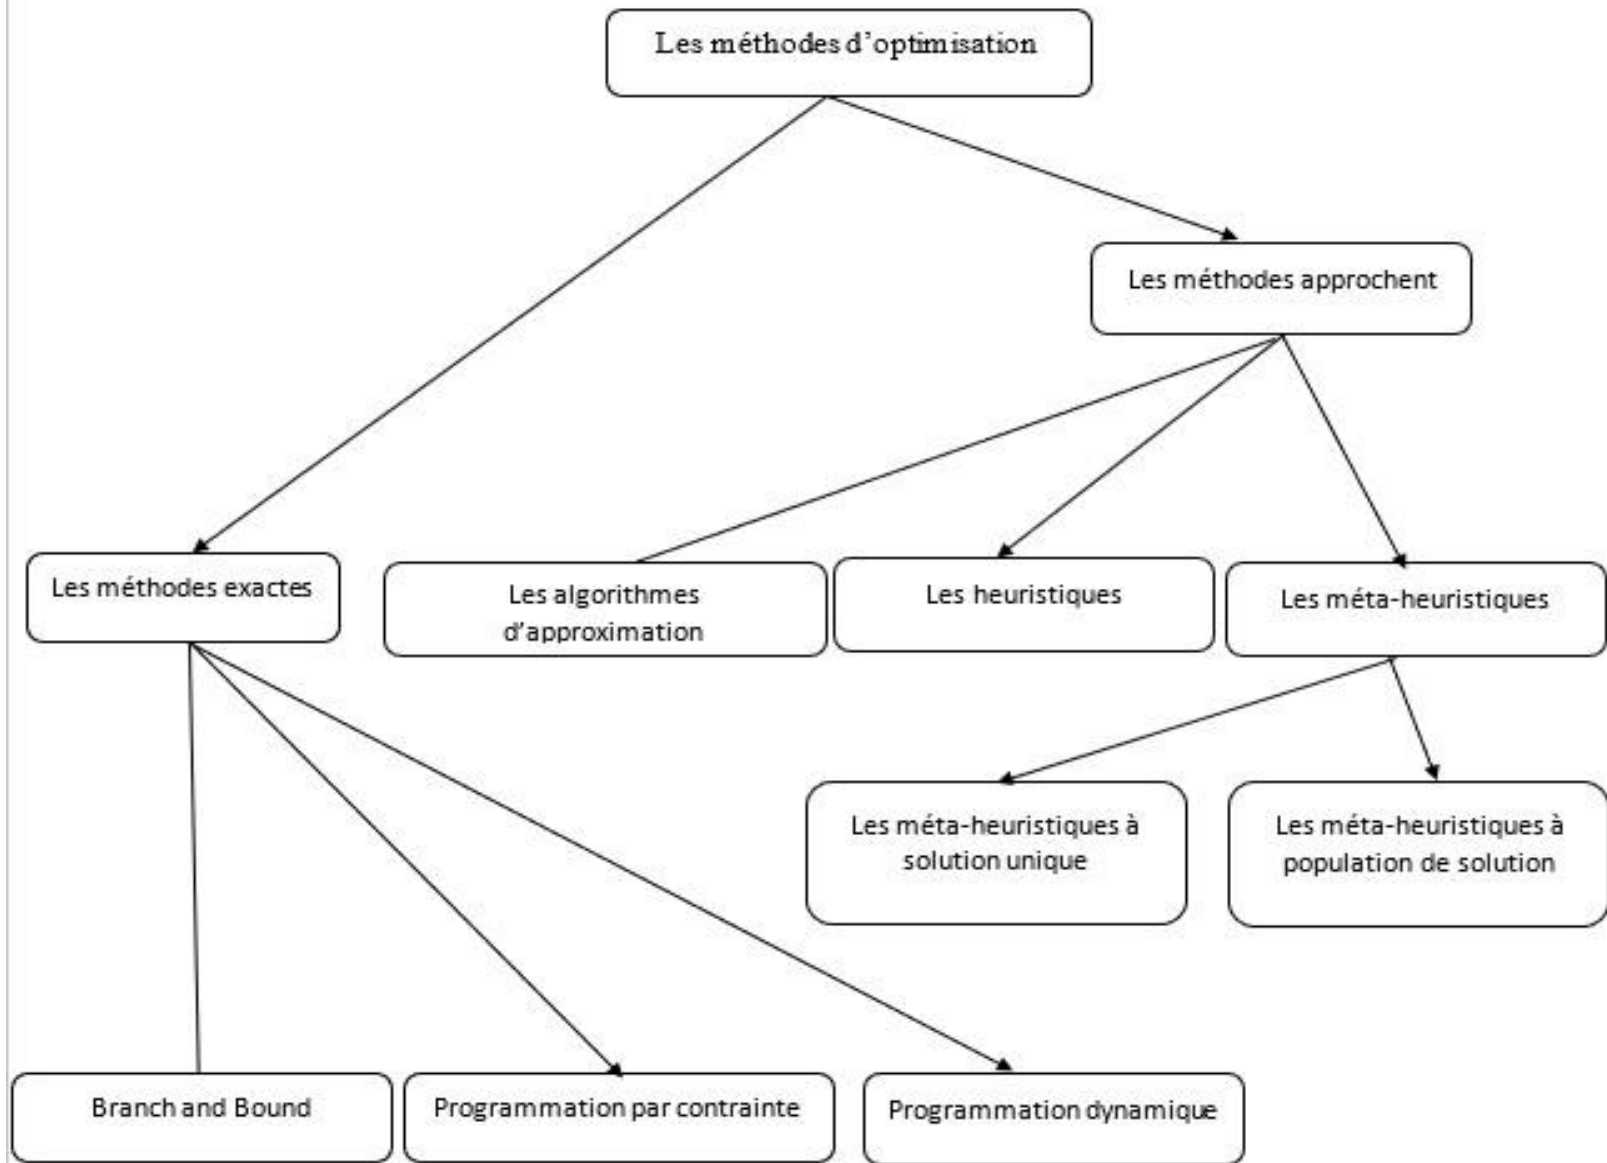 Les méthodes d'optimisation
Les méthodes approchent
Les méthodes exactes
Les algorithmes
d'approximation
Les heuristiques
Les méta-heuristiques
Les méta-heuristiques à
solution unique
Les méta-heuristiques à
population de solution
Branch and Bound
Programmation par contrainte
Programmation dynamique